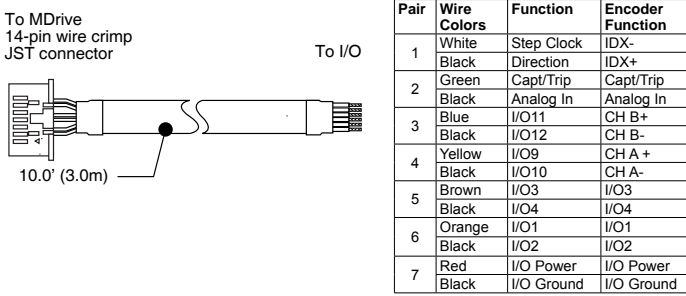 To MDrive
14-pin wire crimp
JST connector
To I/O
10.0' (3.0m)
Pair Wire Colors Function Encoder Function
1 White Step Clock IDX-
Black Direction IDX+
2 Green Capt/Trip Capt/Trip
Black Analog In Analog In
3 Blue I/O11 CH B+
Black I/O12 CH B-
4 Yellow I/O9 CH A +
Black I/O10 CH A-
5 Brown I/O3 I/O3
Black I/O4 I/O4
6 Orange I/O1 I/O1
Black I/O2 I/O2
7 Red I/O Power I/O Power
Black I/O Ground I/O Ground